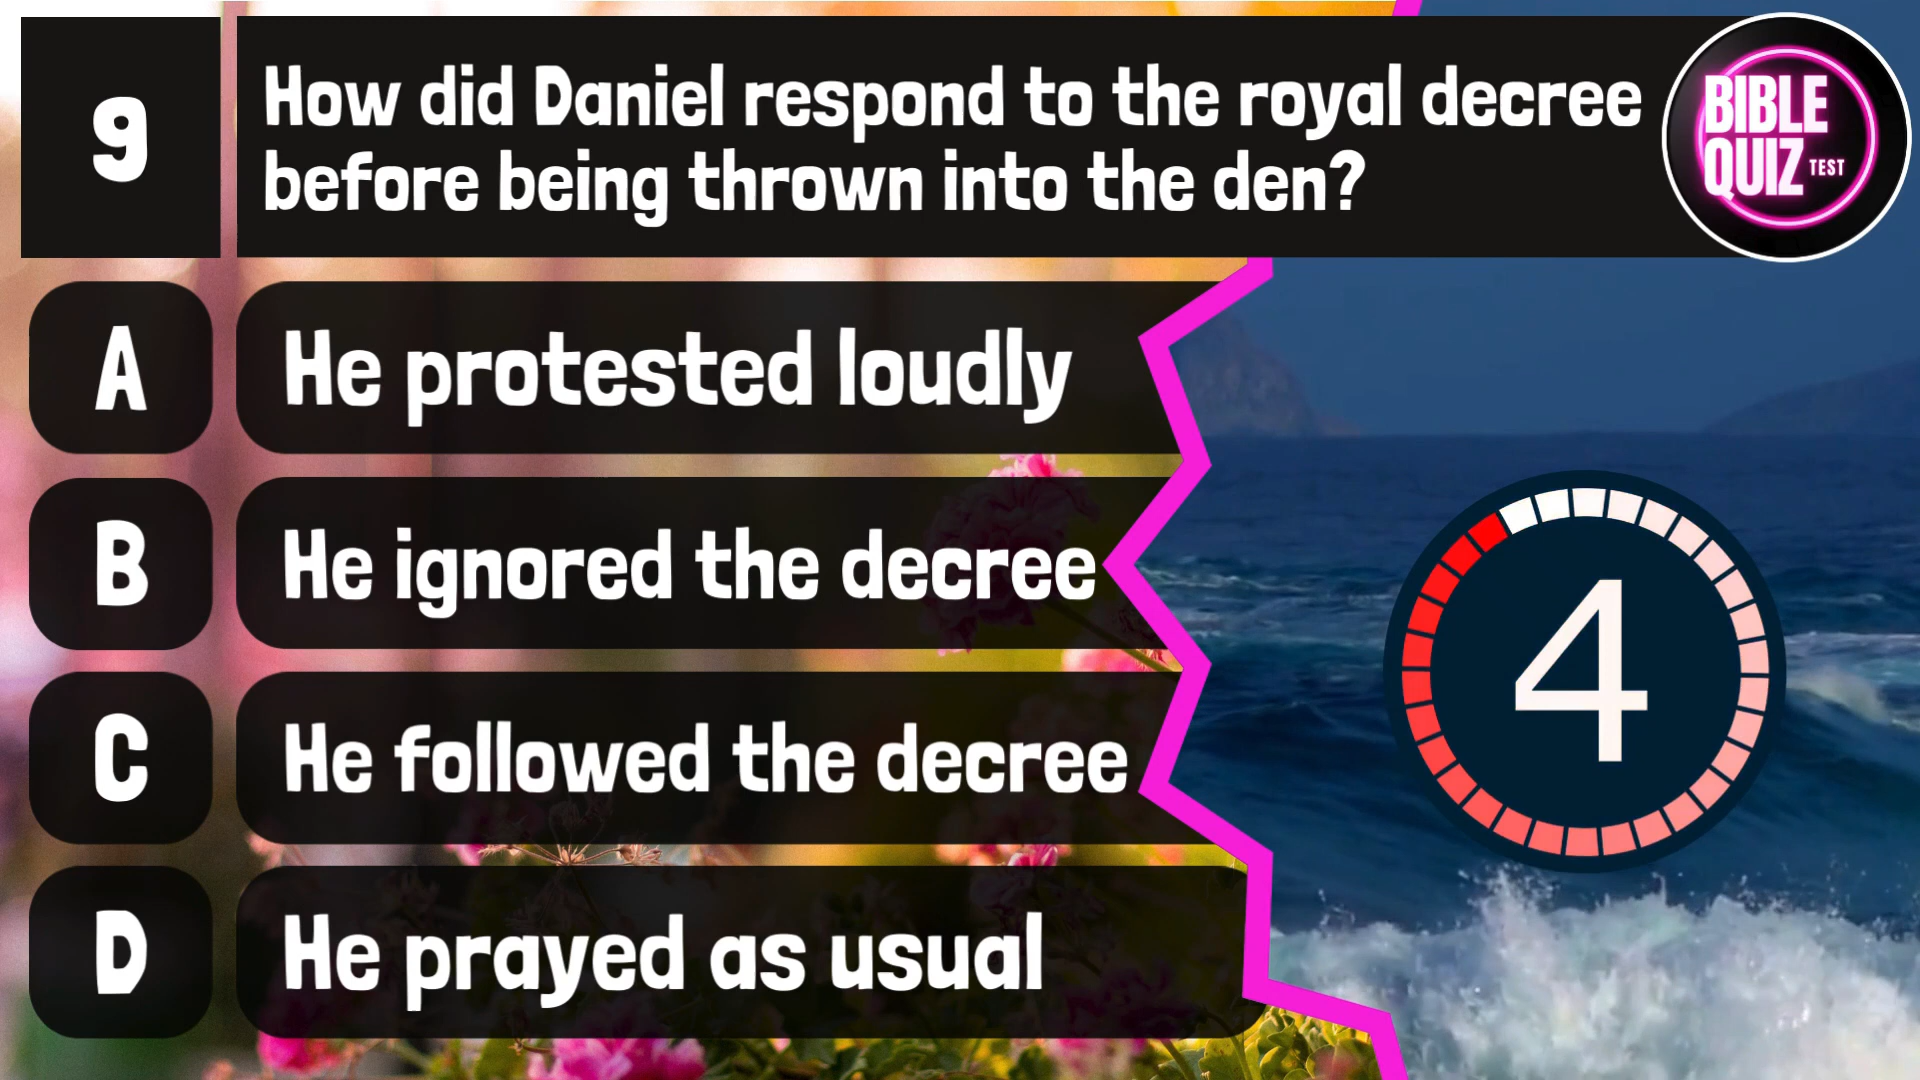 9
How did Daniel respond to the royal decree
before being thrown into the den?
BIBLE
QUIZ TEST
A
He protested loudly
B
He ignored the decree
C
He followed the decree
D
He prayed as usual
4